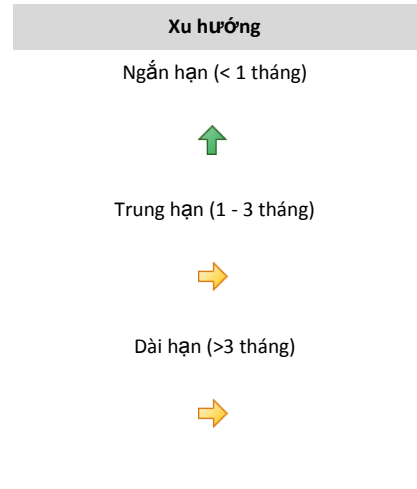 Xu hướng
Ngắn hạn (< 1 tháng)
Trung hạn (1 - 3 tháng)
Dài hạn (>3 tháng)